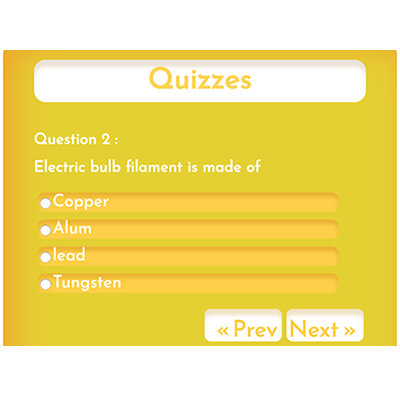 Quizzes
Question 2 :
Electric bulb filament is made of
Copper
Alum
lead
Tungsten
« Prev Next »